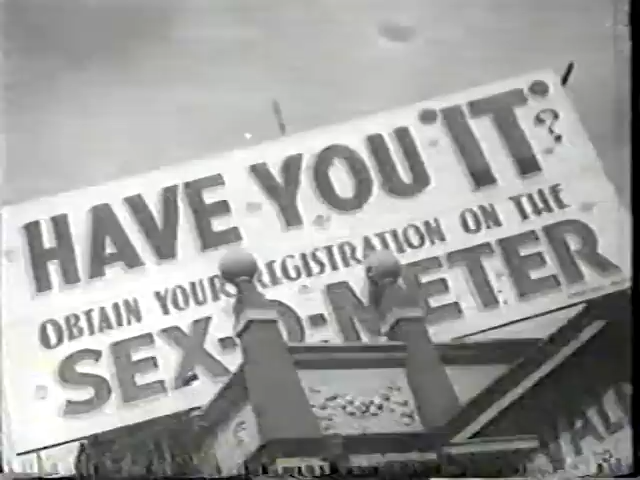 HAVE YOU "IT"?
OBTAIN YOUR REGISTRATION ON THE
SEX-O-METER